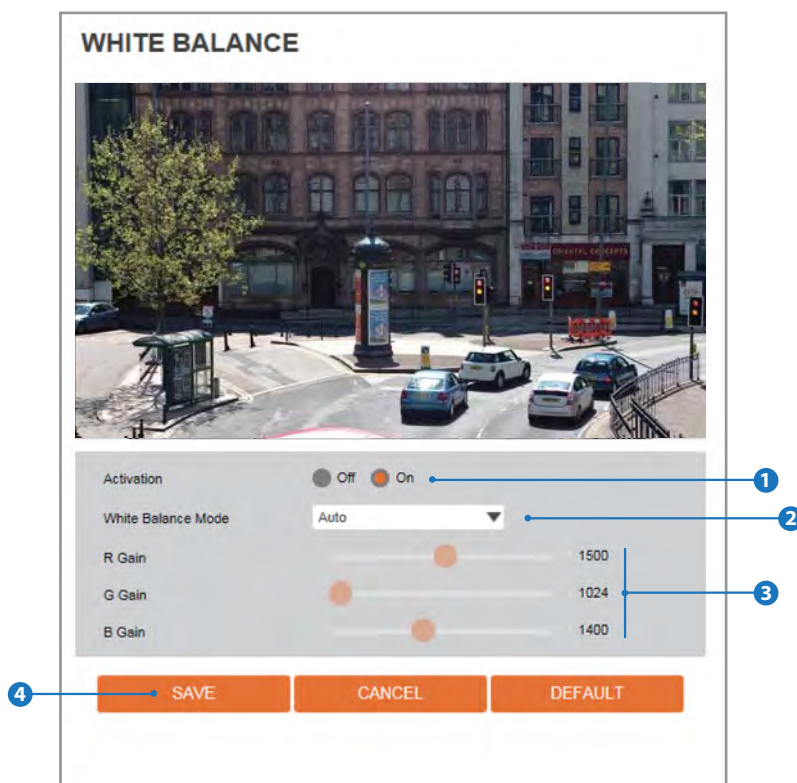 WHITE BALANCE
ORIENTAL CONCEPTS
Activation Off On 1
White Balance Mode Auto 2
R Gain 1500
G Gain 1024 3
B Gain 1400
4 SAVE CANCEL DEFAULT